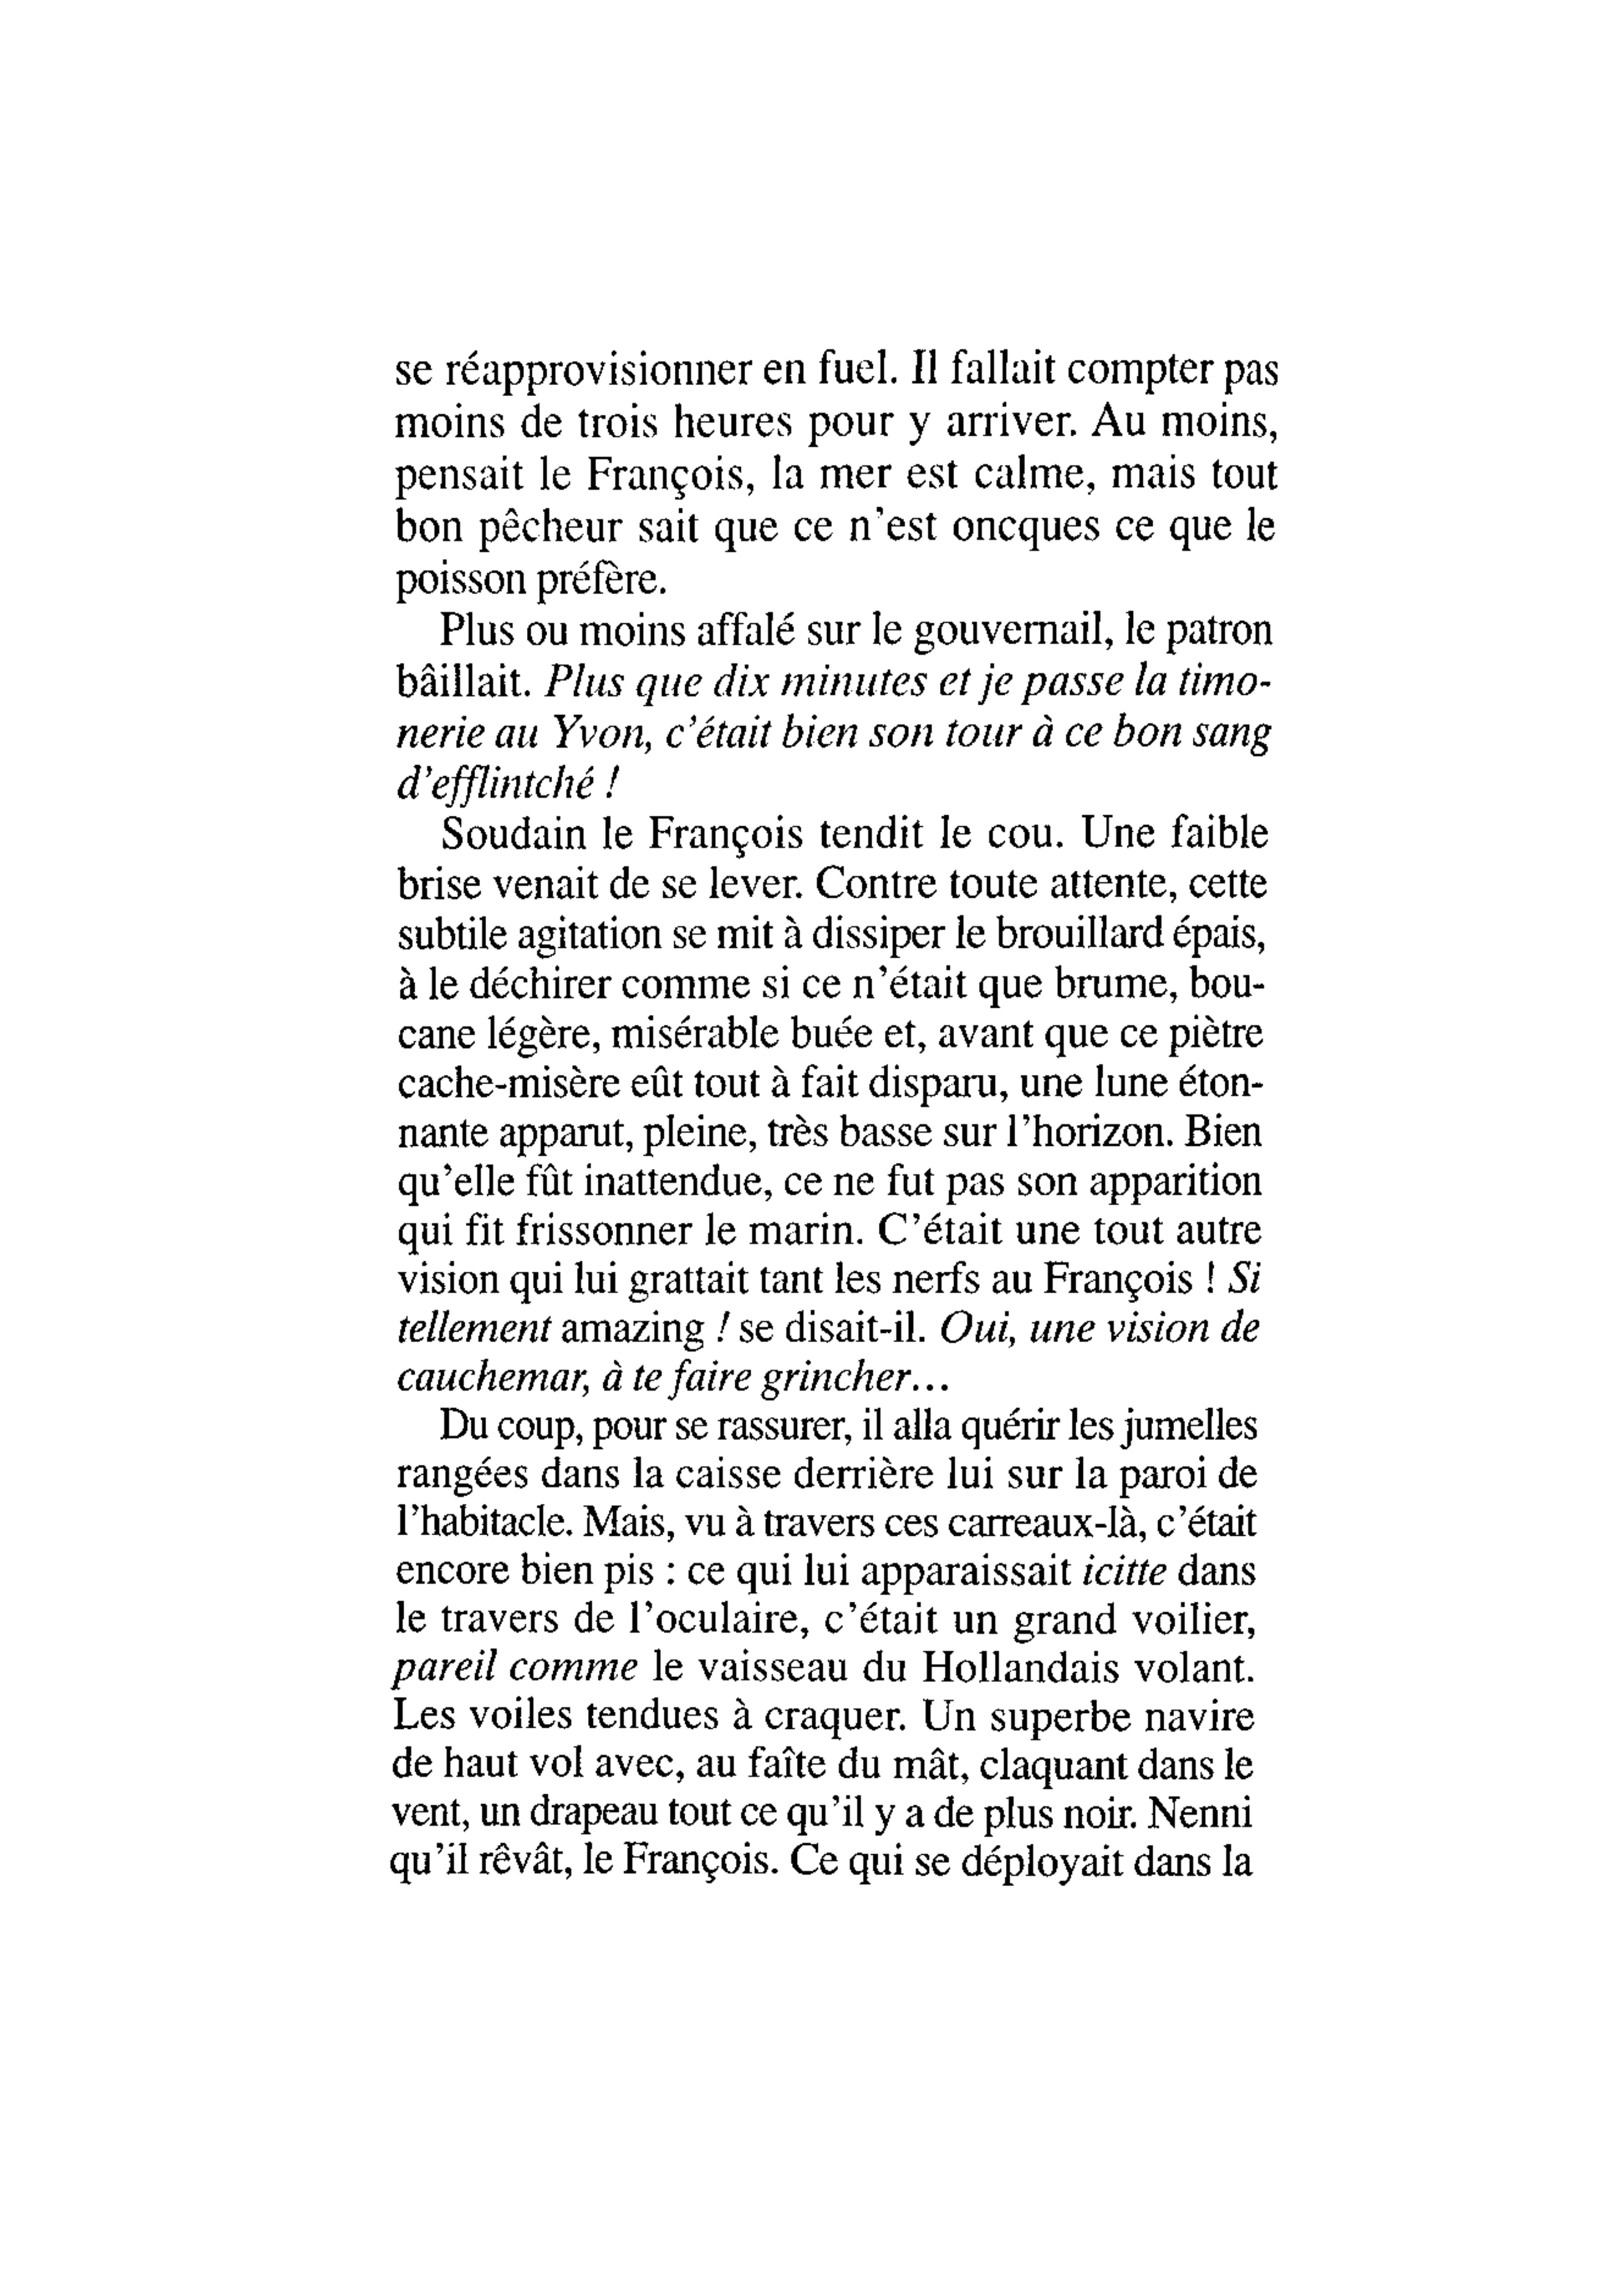 se réapprovisionner en fuel. Il fallait compter pas
moins de trois heures pour y arriver. Au moins,
pensait le François, la mer est calme, mais tout
bon pêcheur sait que ce n'est oncques ce que le
poisson préfère.
Plus ou moins affalé sur le gouvernail, le patron
bâillait. Plus que dix minutes et je passe la timo-
nerie au Yvon, c'était bien son tour à ce bon sang
d'efflintché !
Soudain le François tendit le cou. Une faible
brise venait de se lever. Contre toute attente, cette
subtile agitation se mit à dissiper le brouillard épais,
à le déchirer comme si ce n'était que brume, bou-
cane légère, misérable buée et, avant que ce piètre
cache-misère eût tout à fait disparu, une lune éton-
nante apparut, pleine, très basse sur l'horizon. Bien
qu'elle fût inattendue, ce ne fut pas son apparition
qui fit frissonner le marin. C'était une tout autre
vision qui lui grattait tant les nerfs au François ! Si
tellement amazing ! se disait-il. Oui, une vision de
cauchemar, à te faire grincher...
Du coup, pour se rassurer, il alla quérir les jumelles
rangées dans la caisse derrière lui sur la paroi de
l'habitacle. Mais, vu à travers ces carreaux-là, c'était
encore bien pis : ce qui lui apparaissait icitte dans
le travers de l'oculaire, c'était un grand voilier,
pareil comme le vaisseau du Hollandais volant.
Les voiles tendues à craquer. Un superbe navire
de haut vol avec, au faîte du mât, claquant dans le
vent, un drapeau tout ce qu'il y a de plus noir. Nenni
qu'il rêvât, le François. Ce qui se déployait dans la